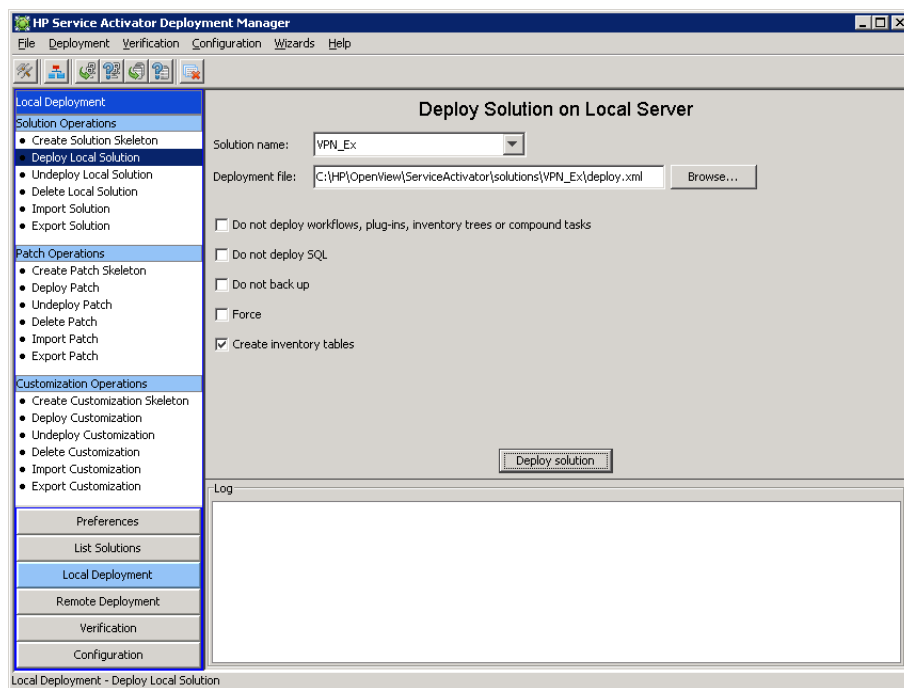 HP Service Activator Deployment Manager
File Deployment Verification Configuration Wizards Help
Local Deployment
Solution Operations
Create Solution Skeleton
Deploy Local Solution
Undeploy Local Solution
Delete Local Solution
Import Solution
Export Solution
Patch Operations
Create Patch Skeleton
Deploy Patch
Undeploy Patch
Delete Patch
Import Patch
Export Patch
Customization Operations
Create Customization Skeleton
Deploy Customization
Undeploy Customization
Delete Customization
Import Customization
Export Customization
Preferences
List Solutions
Local Deployment
Remote Deployment
Verification
Configuration
Deploy Solution on Local Server
Solution name: VPN_Ex
Deployment file: C:\HP\OpenView\ServiceActivator\solutions\VPN_Ex\deploy.xml Browse...
Do not deploy workflows, plug-ins, inventory trees or compound tasks
Do not deploy SQL
Do not back up
Force
Create inventory tables
Deploy solution
Log
Local Deployment - Deploy Local Solution